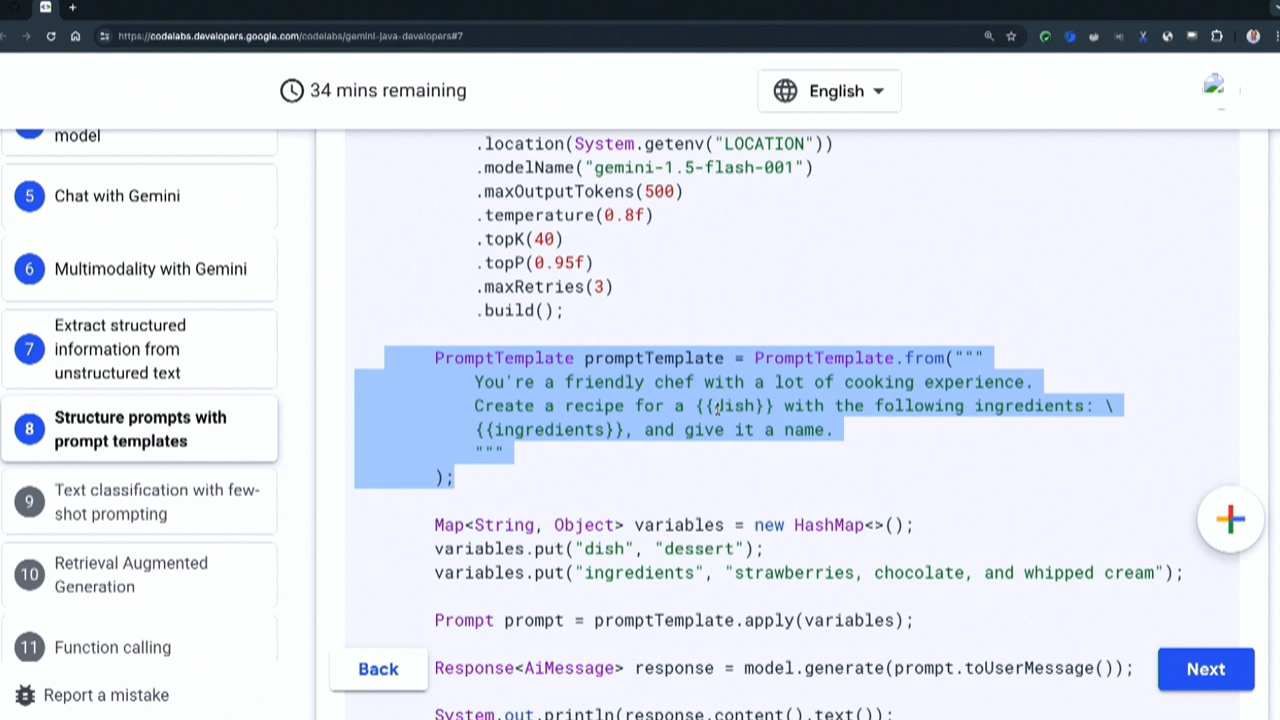 https://codelabs.developers.google.com/codelabs/gemini-java-developers#7
34 mins remaining
English
model
5 Chat with Gemini
6 Multimodality with Gemini
7 Extract structured
information from
unstructured text
8 Structure prompts with
prompt templates
9 Text classification with few-
shot prompting
10 Retrieval Augmented
Generation
11 Function calling
Report a mistake
.location(System.getenv("LOCATION"))
.modelName("gemini-1.5-flash-001")
.maxOutputTokens(500)
.temperature(0.8f)
.topK(40)
.topP(0.95f)
.maxRetries(3)
.build();
PromptTemplate promptTemplate = PromptTemplate.from("""
You're a friendly chef with a lot of cooking experience.
Create a recipe for a {{dish}} with the following ingredients: \
{{ingredients}}, and give it a name.
"""
);
Map<String, Object> variables = new HashMap<>();
variables.put("dish", "dessert");
variables.put("ingredients", "strawberries, chocolate, and whipped cream");
Prompt prompt = promptTemplate.apply(variables);
Response<AiMessage> response = model.generate(prompt.toUserMessage());
System.out.println(response.content().text());
Back
Next